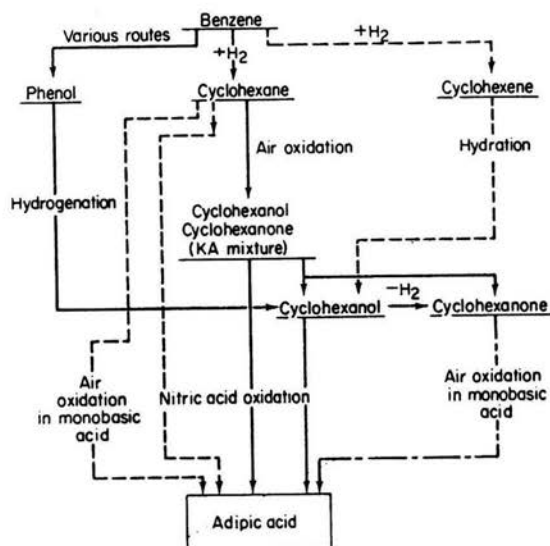 Benzene
Various routes
+H2
+H2
Phenol
Cyclohexane
Cyclohexene
Air oxidation
Hydration
Hydrogenation
Cyclohexanol
Cyclohexanone
(KA mixture)
Cyclohexanol
−H2
Cyclohexanone
Air
oxidation
in monobasic
acid
Nitric acid oxidation
Air oxidation
in monobasic
acid
Adipic acid